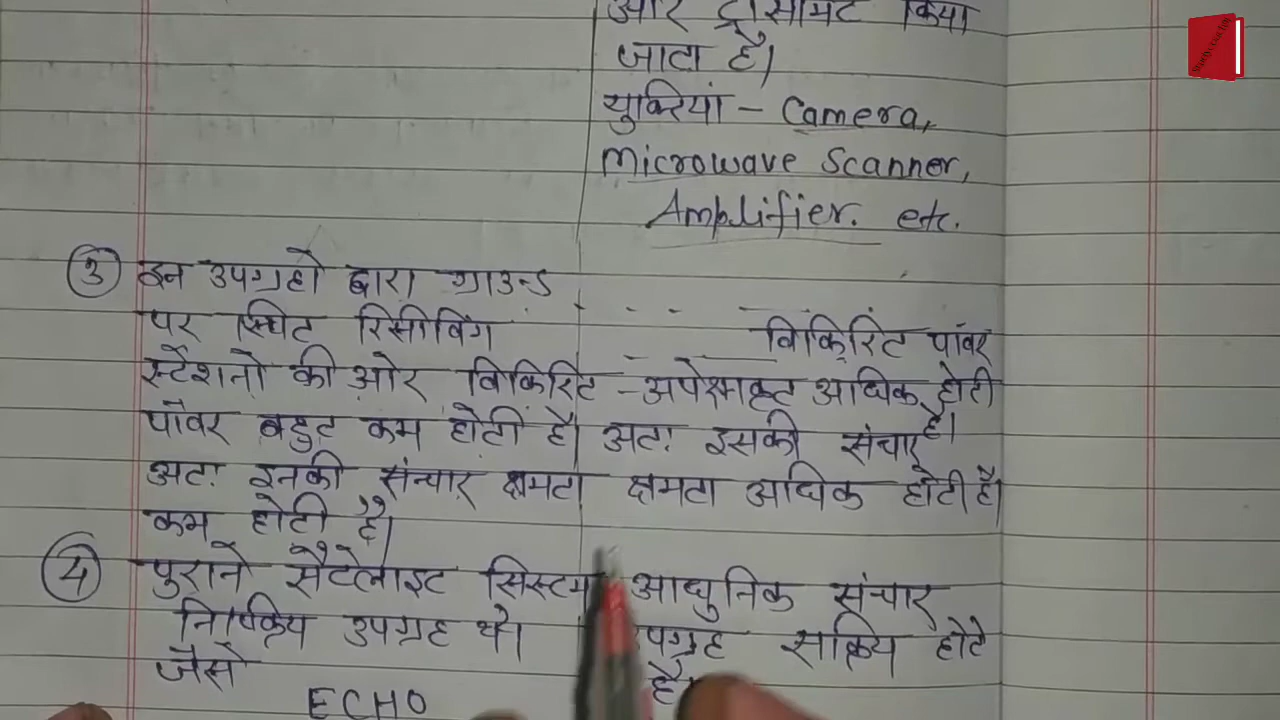 और ट्रांसमिट किया
जाता है।
युक्तियां - Camera,
Microwave Scanner,
Amplifier. etc.
③ इन उपग्रहो द्वारा ग्राउन्ड
पर स्थित रिसीविंग
स्टेशनो की ओर विकिरित
पॉवर बहुत कम होती है।
अतः इनकी संचार क्षमता
कम होती है।
- - - विकिरित पॉवर
अपेक्षाकृत अधिक होती
है।
अतः इसकी संचार
क्षमता अधिक होती है।
④ पुराने सैटेलाइट सिस्टम
निष्क्रिय उपग्रह थे।
जैसे
ECHO
आधुनिक संचार
उपग्रह सक्रिय होते
है।